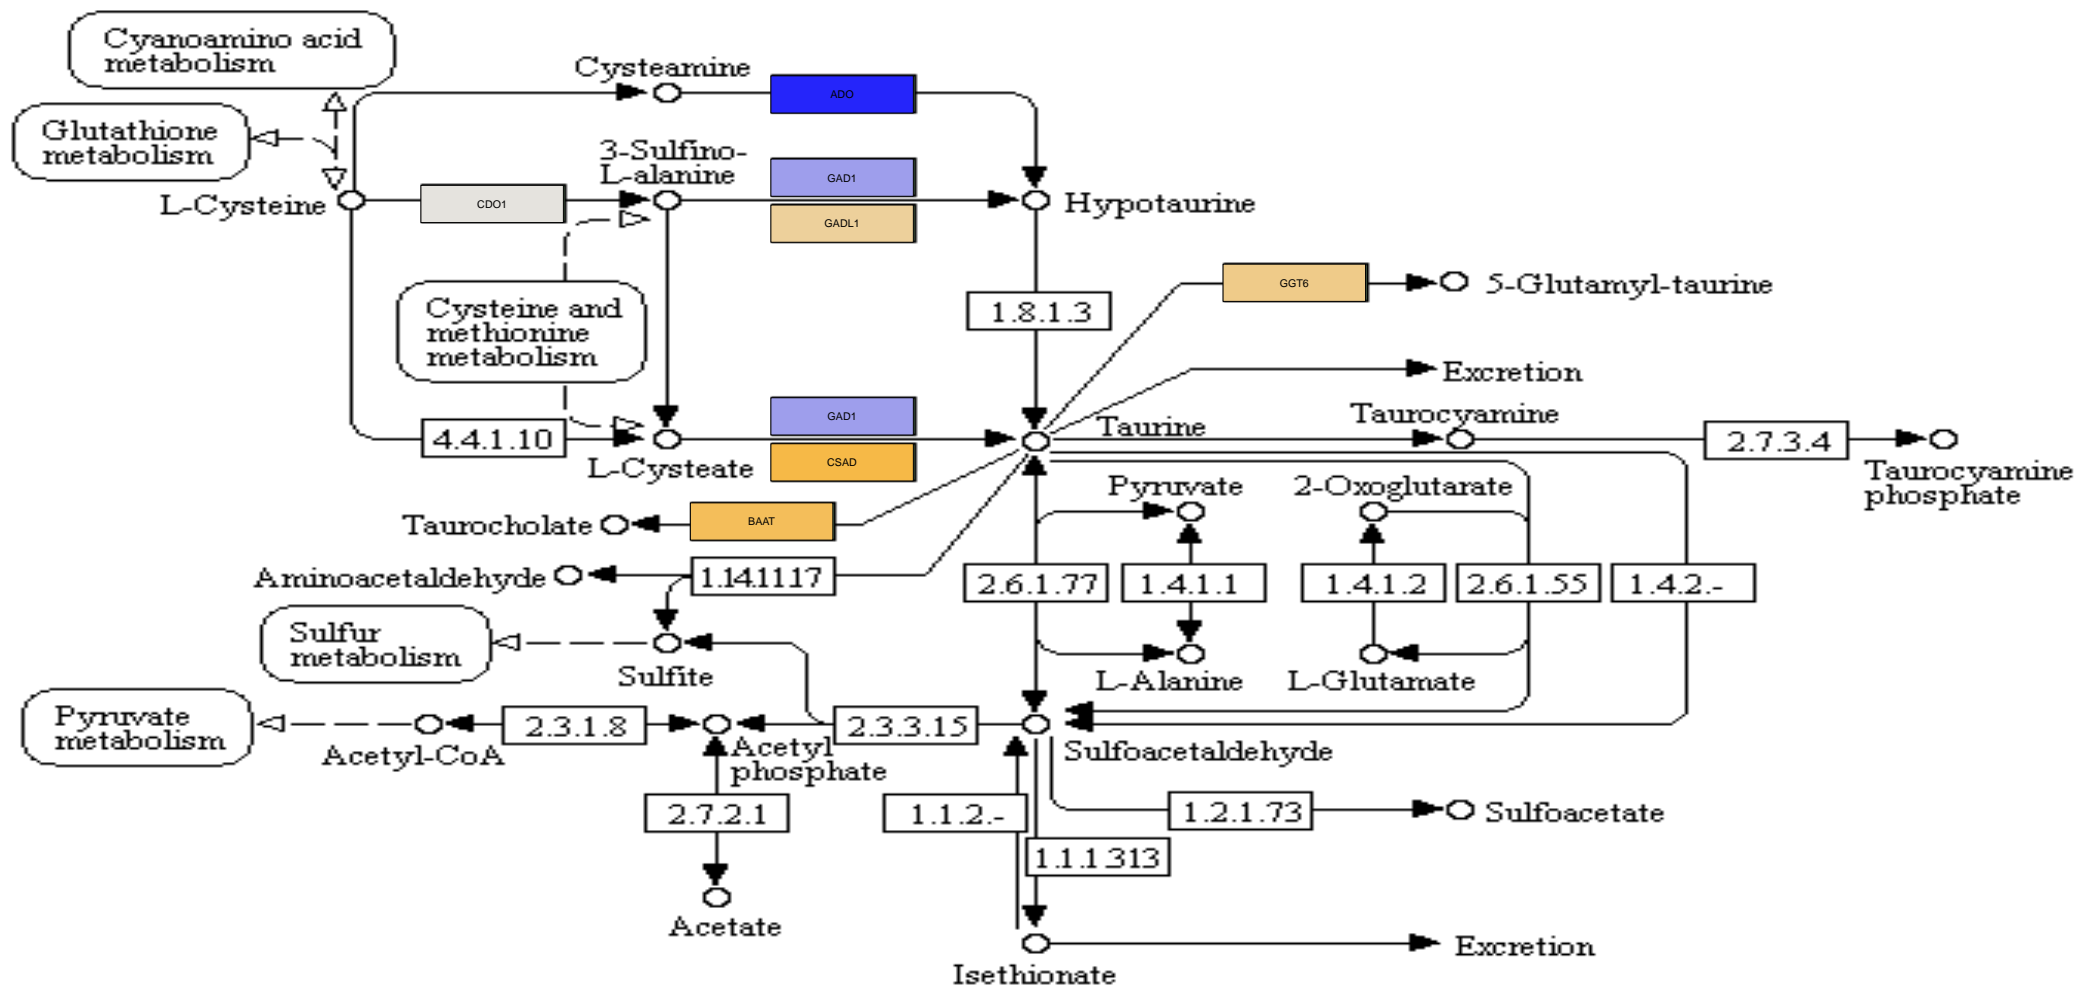 Cyanoamino acid
metabolism
Cysteamine
ADO
Glutathione
metabolism
3-Sulfino-
L-alanine
GAD1
L-Cysteine
CDO1
Hypotaurine
GADL1
GGT6
5-Glutamyl-taurine
Cysteine and
methionine
metabolism
1.8.1.3
Excretion
GAD1
Taurocyamine
4.4.1.10
Taurine
2.7.3.4
L-Cysteate
CSAD
Taurocyamine
phosphate
Pyruvate
2-Oxoglutarate
Taurocholate
BAAT
Aminoacetaldehyde
1.14.11.17
2.6.1.77
1.4.1.1
1.4.1.2
2.6.1.55
1.4.2.-
Sulfur
metabolism
Sulfite
L-Alanine
L-Glutamate
Pyruvate
metabolism
2.3.1.8
2.3.3.15
Acetyl-CoA
Acetyl
phosphate
Sulfoacetaldehyde
2.7.2.1
1.1.2.-
1.2.1.73
Sulfoacetate
1.1.1.313
Acetate
Excretion
Isethionate